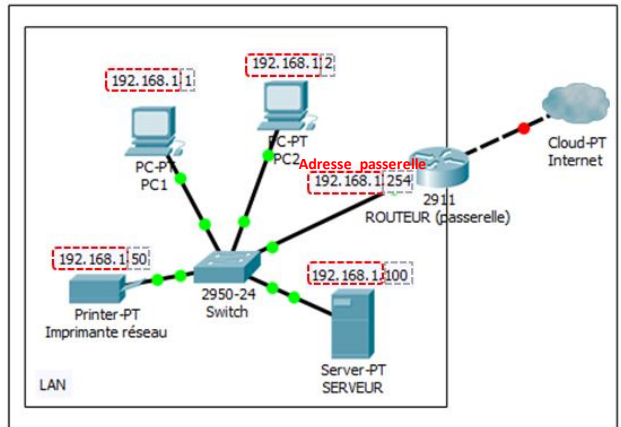 192.168.1.1
PC-PT
PC1
192.168.1.2
PC-PT
PC2
Adresse passerelle
192.168.1.254
2911
ROUTEUR (passerelle)
Cloud-PT
Internet
192.168.1.50
Printer-PT
Imprimante réseau
2950-24
Switch
192.168.1.100
Server-PT
SERVEUR
LAN